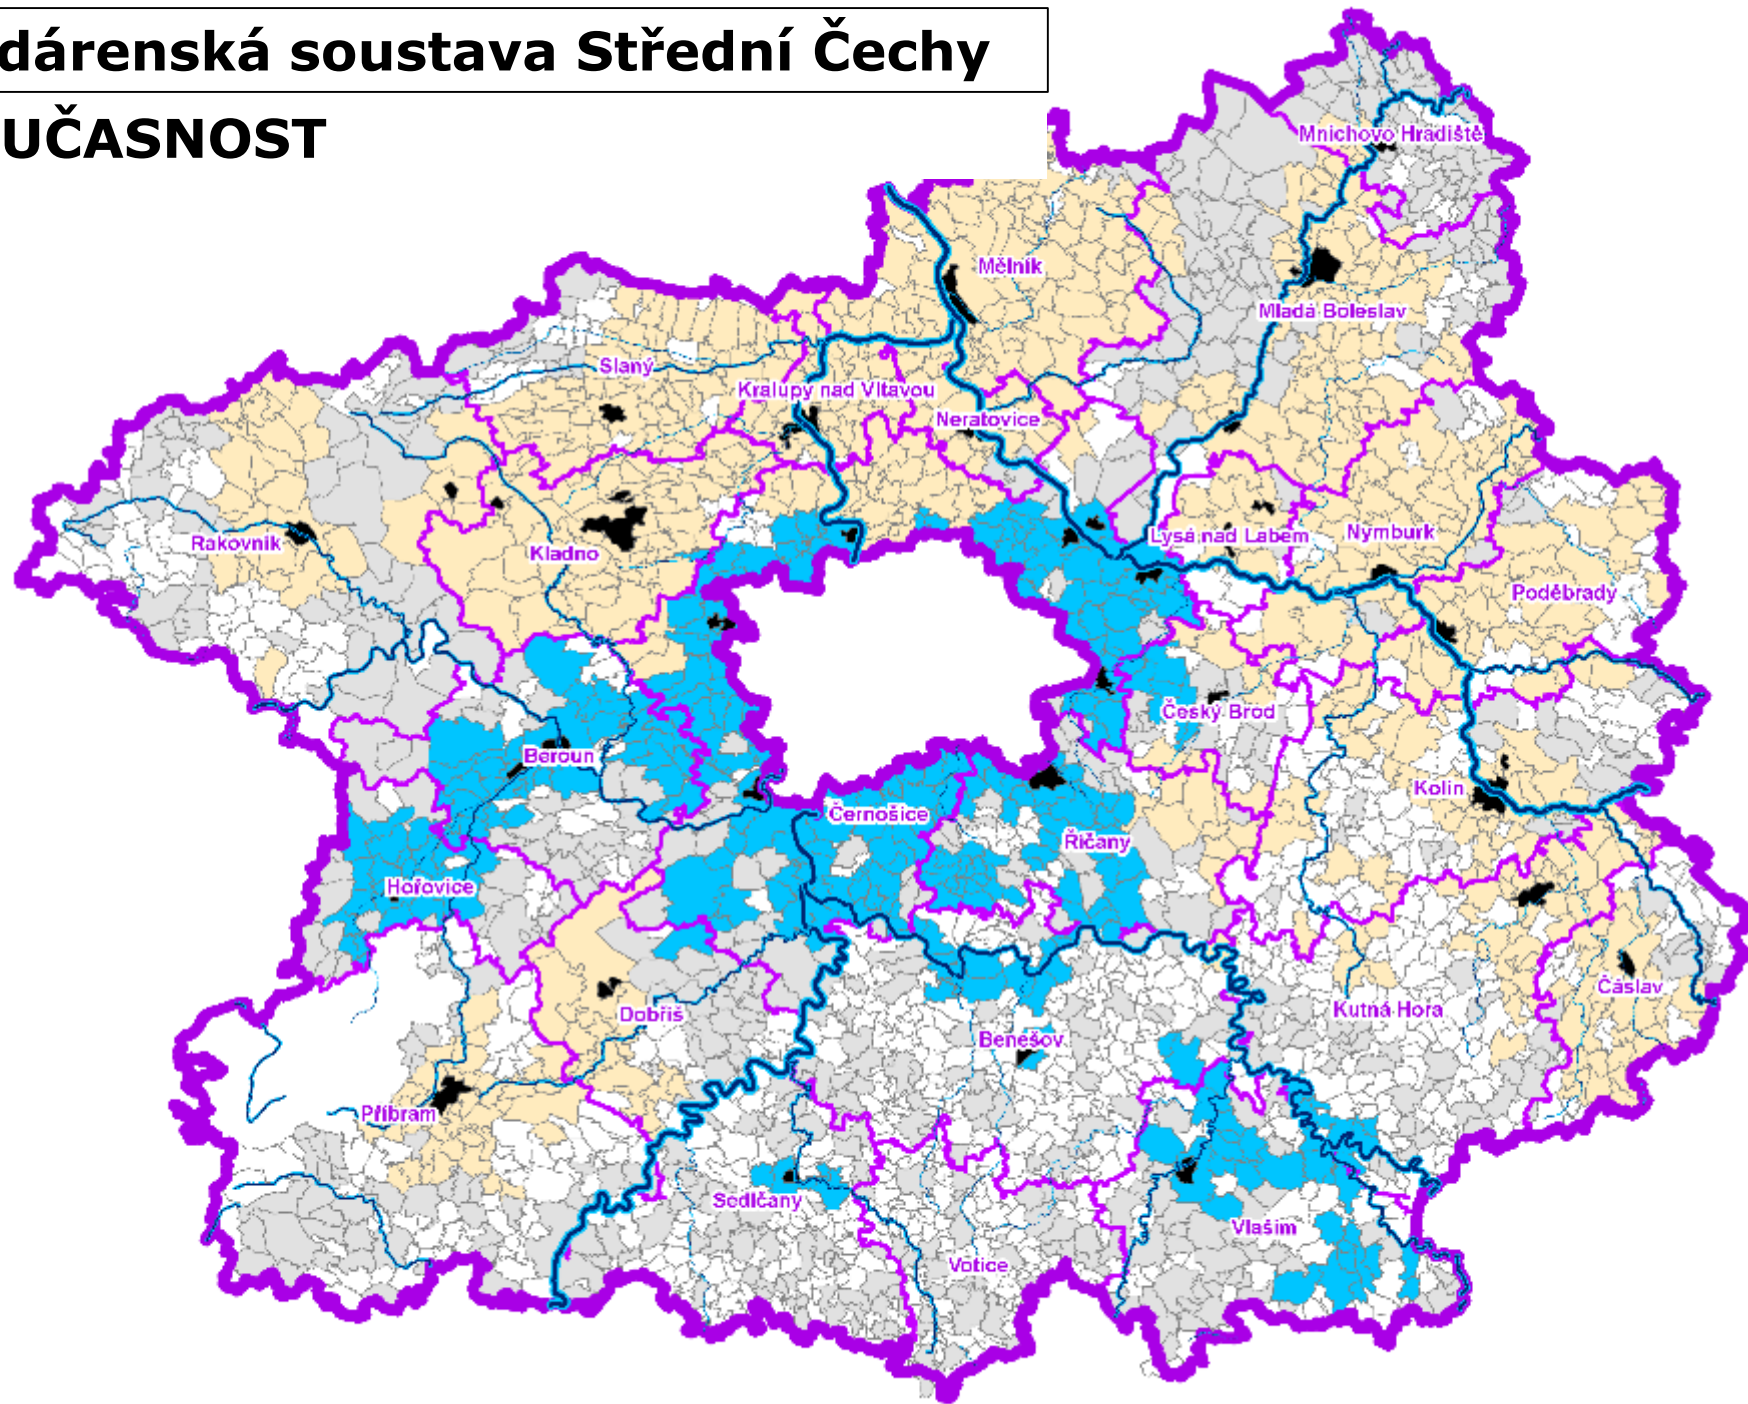 dárenská soustava Střední Čechy
UČASNOST
Mnichovo Hradiště
Mělník
Mladá Boleslav
Slaný
Kralupy nad Vltavou
Neratovice
Rakovník
Kladno
Lysá nad Labem
Nymburk
Poděbrady
Český Brod
Beroun
Kolín
Černošice
Říčany
Hořovice
Čáslav
Kutná Hora
Dobříš
Benešov
Příbram
Sedlčany
Vlašim
Votice